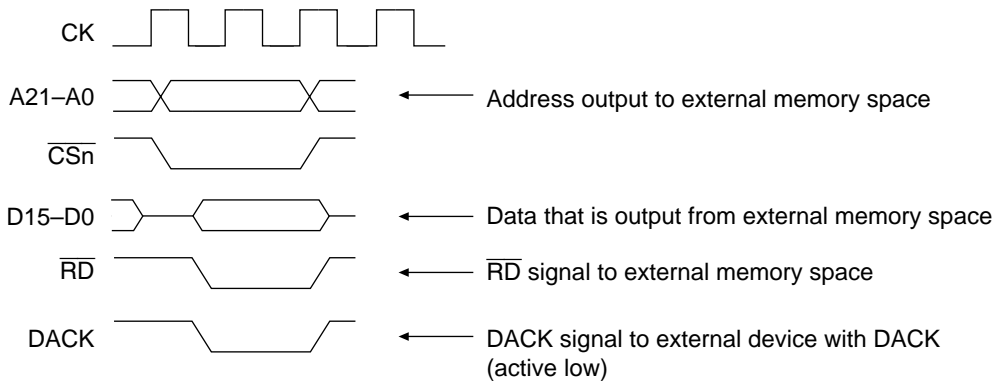 CK
A21–A0
Address output to external memory space
CSn
D15–D0
Data that is output from external memory space
RD
RD signal to external memory space
DACK
DACK signal to external device with DACK
(active low)